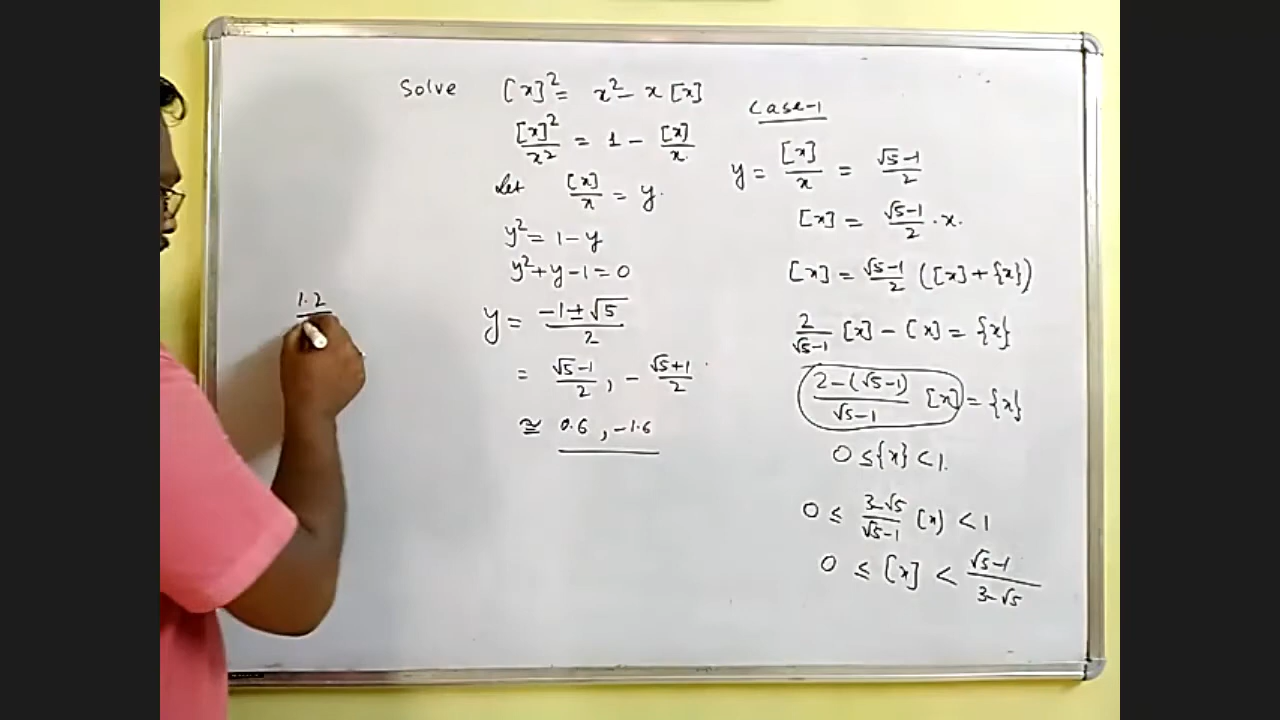 Solve [x]² = x² - x[x]
[x]²/x² = 1 - [x]/x
Let [x]/x = y.
y² = 1 - y
y² + y - 1 = 0
y = (-1 ± √5)/2
= (√5-1)/2, -(√5+1)/2
≅ 0.6, -1.6
Case-1
y = [x]/x = (√5-1)/2
[x] = (√5-1)/2 · x.
[x] = (√5-1)/2 ([x] + {x})
2/(√5-1) [x] - [x] = {x}
(2-(√5-1))/(√5-1) [x] = {x}
0 ≤ {x} < 1.
0 ≤ (3-√5)/(√5-1) [x] < 1
0 ≤ [x] < (√5-1)/(3-√5)
1.2